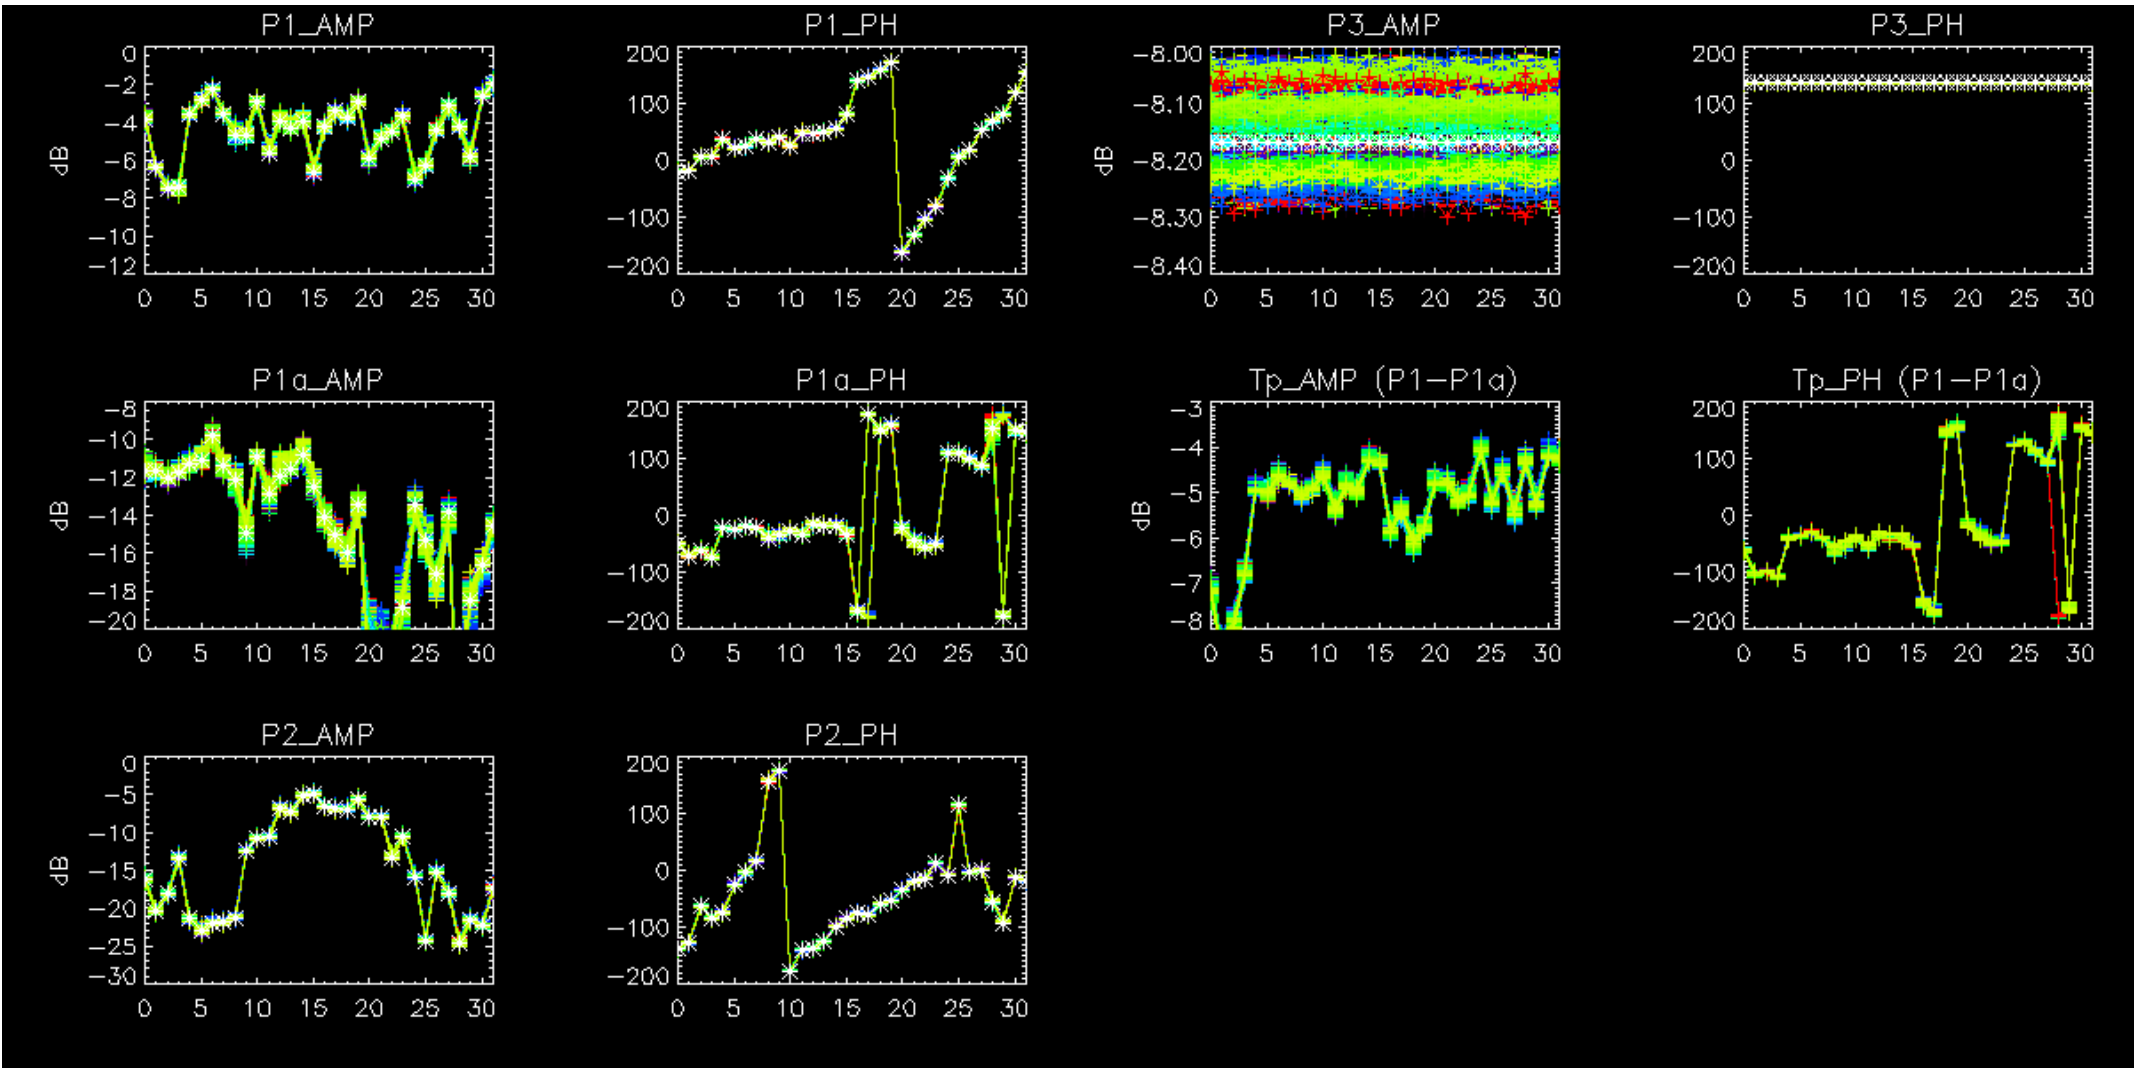 P1_AMP
P1_PH
P3_AMP
P3_PH
0
-2
-4
-6
-8
-10
-12
dB
0 5 10 15 20 25 30
200
100
0
-100
-200
0 5 10 15 20 25 30
-8.00
-8.10
-8.20
-8.30
-8.40
dB
0 5 10 15 20 25 30
200
100
0
-100
-200
0 5 10 15 20 25 30
P1a_AMP
P1a_PH
Tp_AMP (P1-P1a)
Tp_PH (P1-P1a)
-8
-10
-12
-14
-16
-18
-20
dB
0 5 10 15 20 25 30
200
100
0
-100
-200
0 5 10 15 20 25 30
-3
-4
-5
-6
-7
-8
dB
0 5 10 15 20 25 30
200
100
0
-100
-200
0 5 10 15 20 25 30
P2_AMP
P2_PH
0
-5
-10
-15
-20
-25
-30
dB
0 5 10 15 20 25 30
200
100
0
-100
-200
0 5 10 15 20 25 30